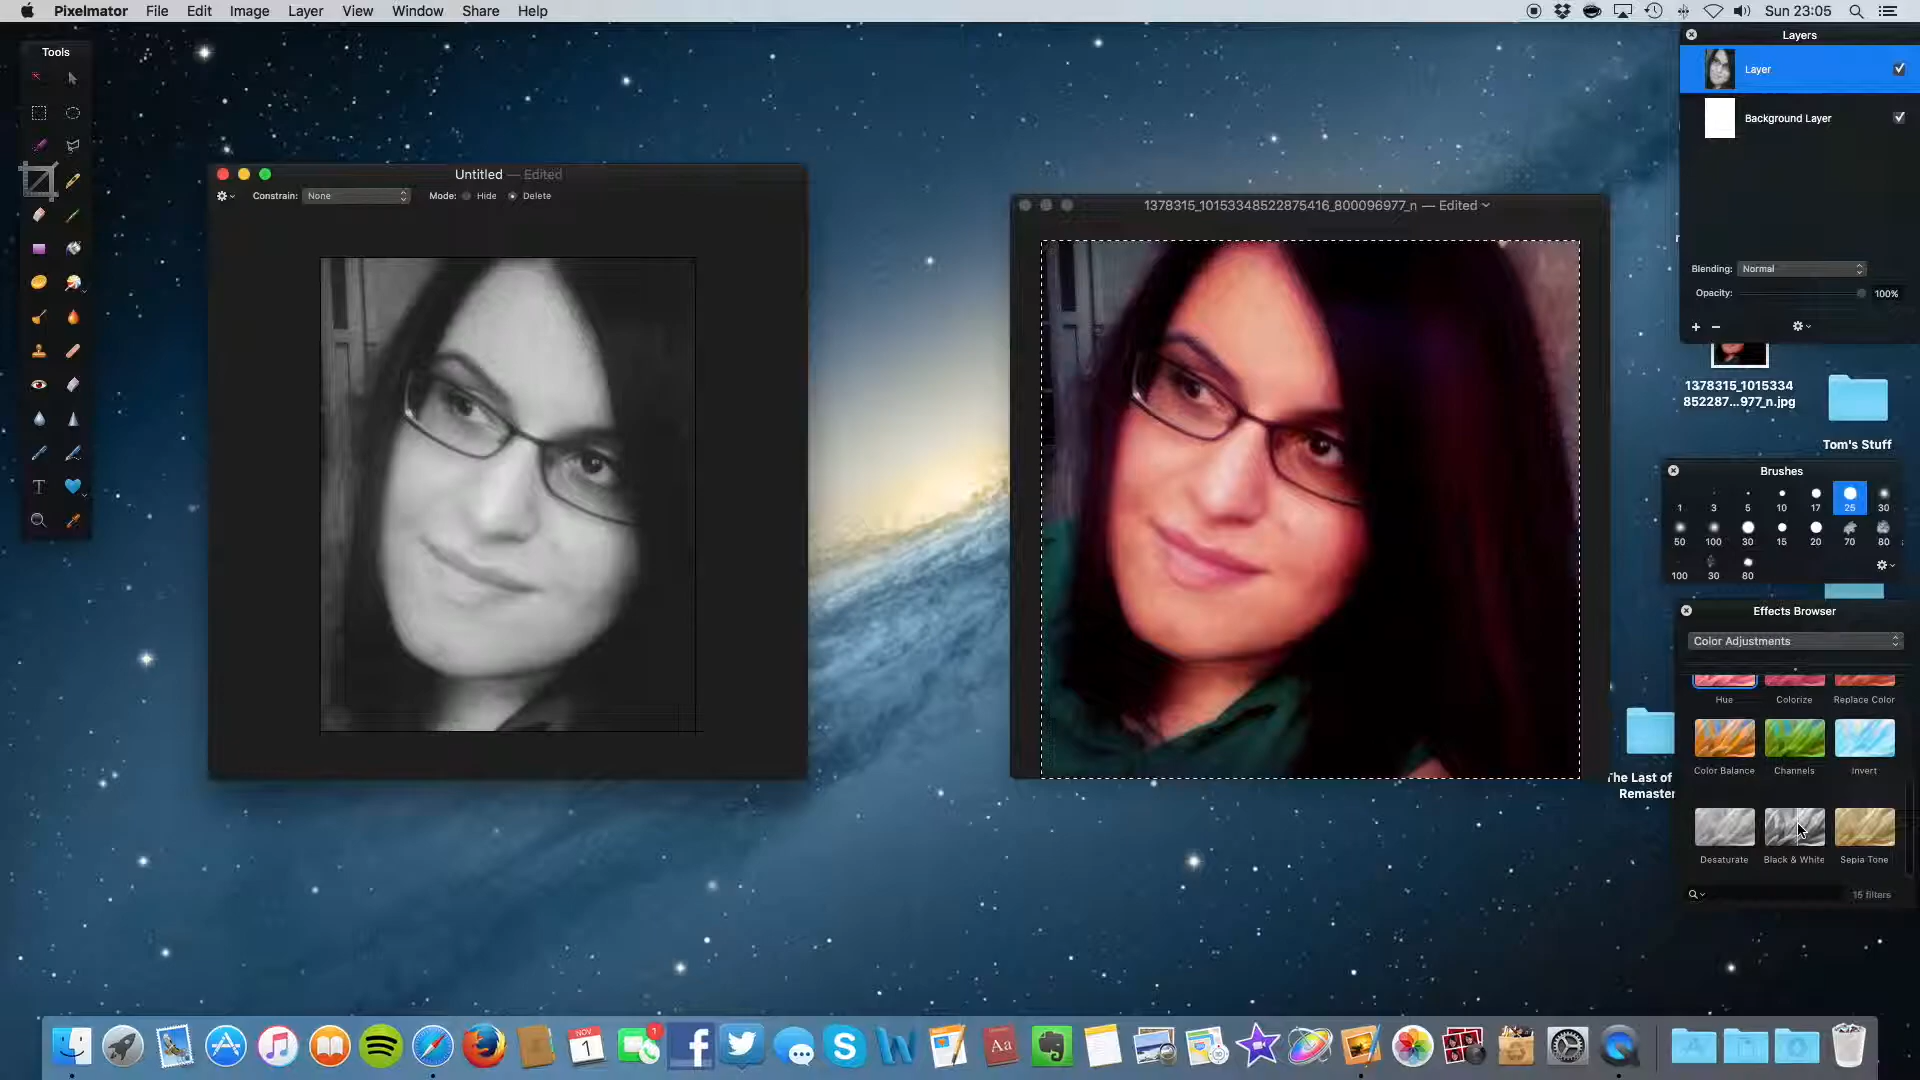 Pixelmator File Edit Image Layer View Window Share Help
Sun 23:05
Tools
Untitled — Edited
Constrain: None Mode: Hide Delete
1378315_10153348522875416_800096977_n — Edited
Layers
Layer
Background Layer
Blending: Normal
Opacity: 100%
1378315_1015334
852287...977_n.jpg
Tom's Stuff
Brushes
1 3 5 10 17 25 30
50 100 30 15 20 70 80
100 30 80
Effects Browser
Color Adjustments
Hue Colorize Replace Color
Color Balance Channels Invert
The Last of
Remaster
Desaturate Black & White Sepia Tone
15 filters
NOV
1
1
Aa